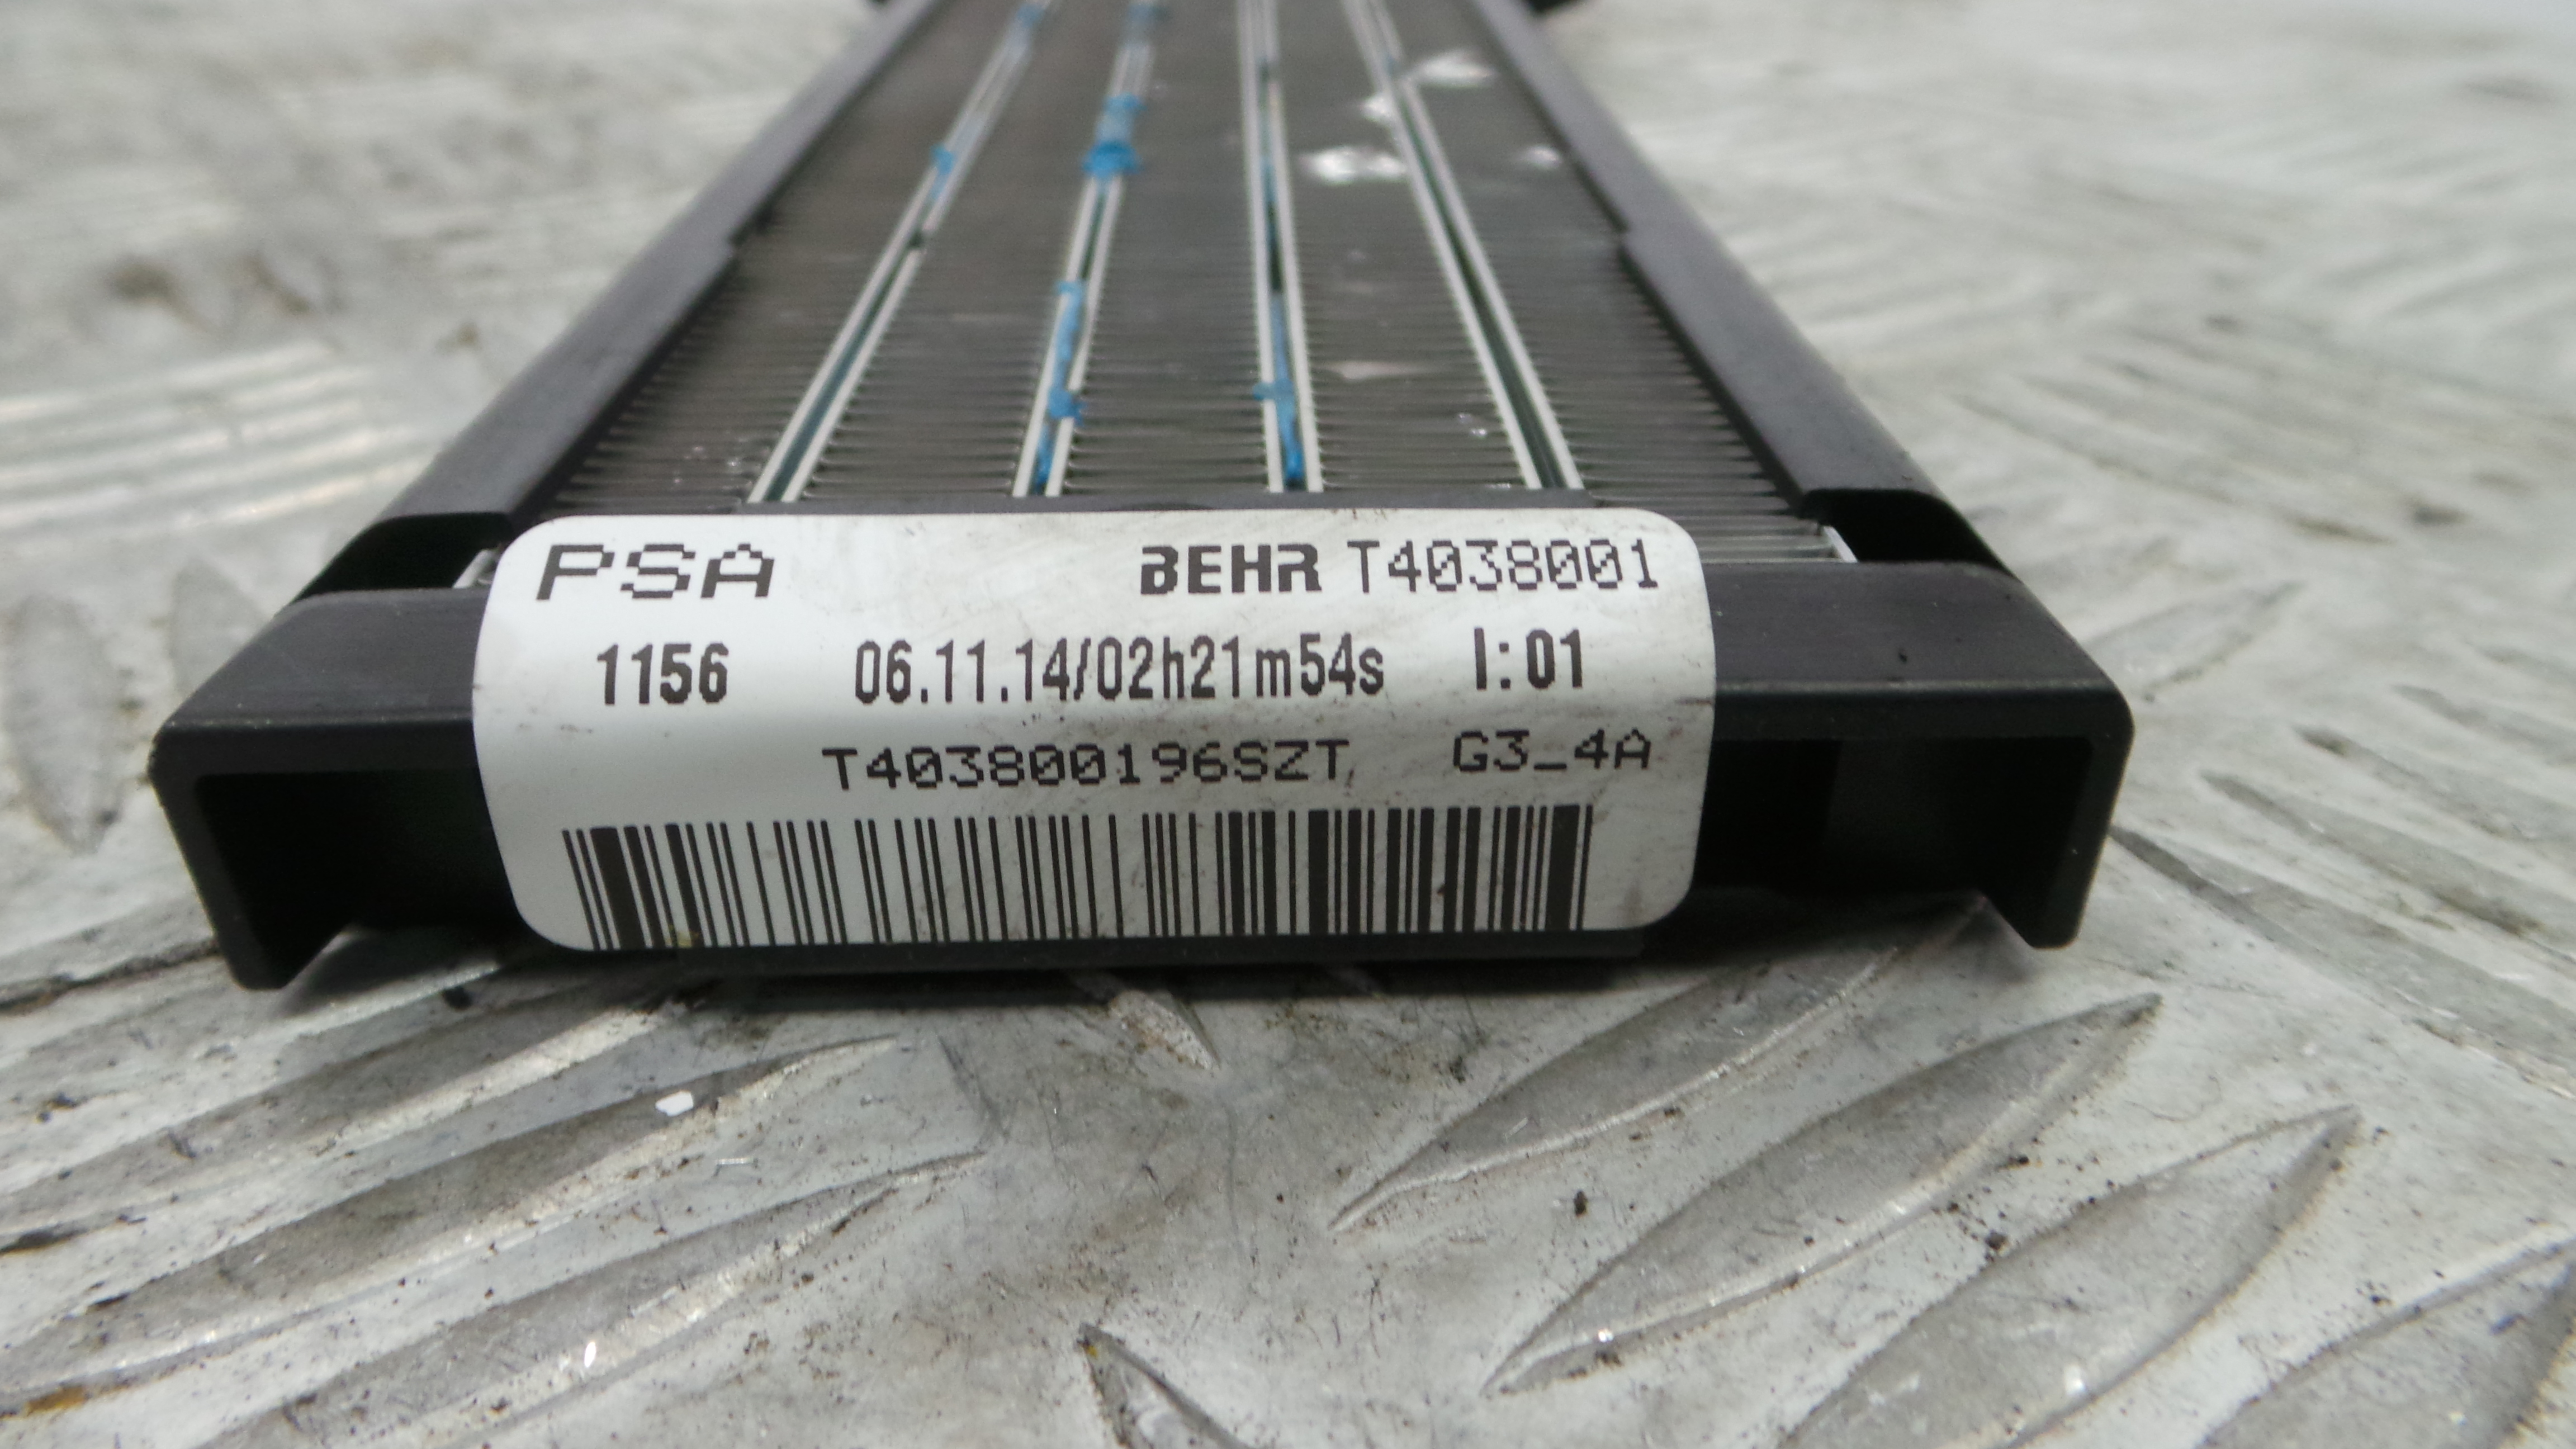 PSA BEHR T4038001
1156 06.11.14/02h21m54s I:01
T403800196SZT G3_4A